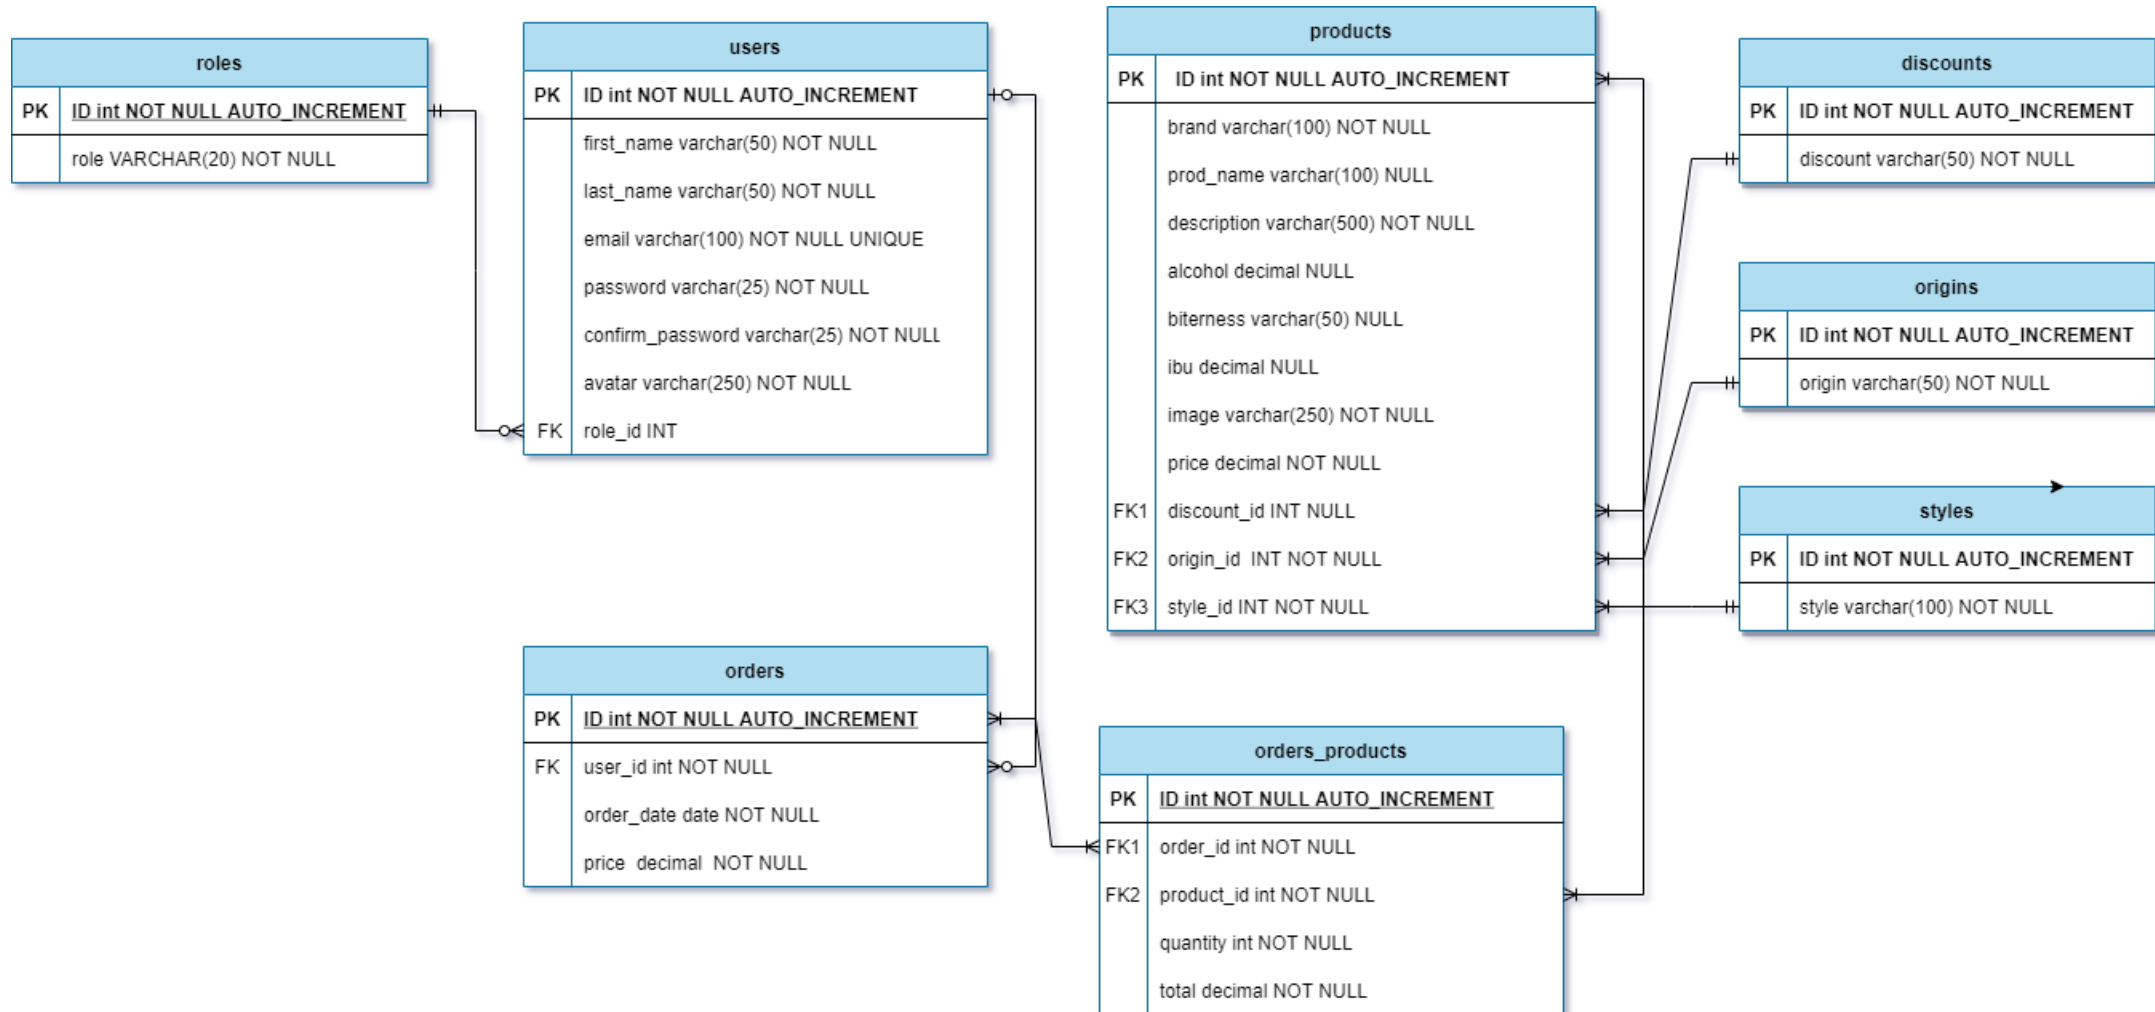 roles
PK ID int NOT NULL AUTO_INCREMENT
role VARCHAR(20) NOT NULL
users
PK ID int NOT NULL AUTO_INCREMENT
first_name varchar(50) NOT NULL
last_name varchar(50) NOT NULL
email varchar(100) NOT NULL UNIQUE
password varchar(25) NOT NULL
confirm_password varchar(25) NOT NULL
avatar varchar(250) NOT NULL
FK role_id INT
products
PK ID int NOT NULL AUTO_INCREMENT
brand varchar(100) NOT NULL
prod_name varchar(100) NULL
description varchar(500) NOT NULL
alcohol decimal NULL
biterness varchar(50) NULL
ibu decimal NULL
image varchar(250) NOT NULL
price decimal NOT NULL
FK1 discount_id INT NULL
FK2 origin_id INT NOT NULL
FK3 style_id INT NOT NULL
discounts
PK ID int NOT NULL AUTO_INCREMENT
discount varchar(50) NOT NULL
origins
PK ID int NOT NULL AUTO_INCREMENT
origin varchar(50) NOT NULL
styles
PK ID int NOT NULL AUTO_INCREMENT
style varchar(100) NOT NULL
orders
PK ID int NOT NULL AUTO_INCREMENT
FK user_id int NOT NULL
order_date date NOT NULL
price decimal NOT NULL
orders_products
PK ID int NOT NULL AUTO_INCREMENT
FK1 order_id int NOT NULL
FK2 product_id int NOT NULL
quantity int NOT NULL
total decimal NOT NULL